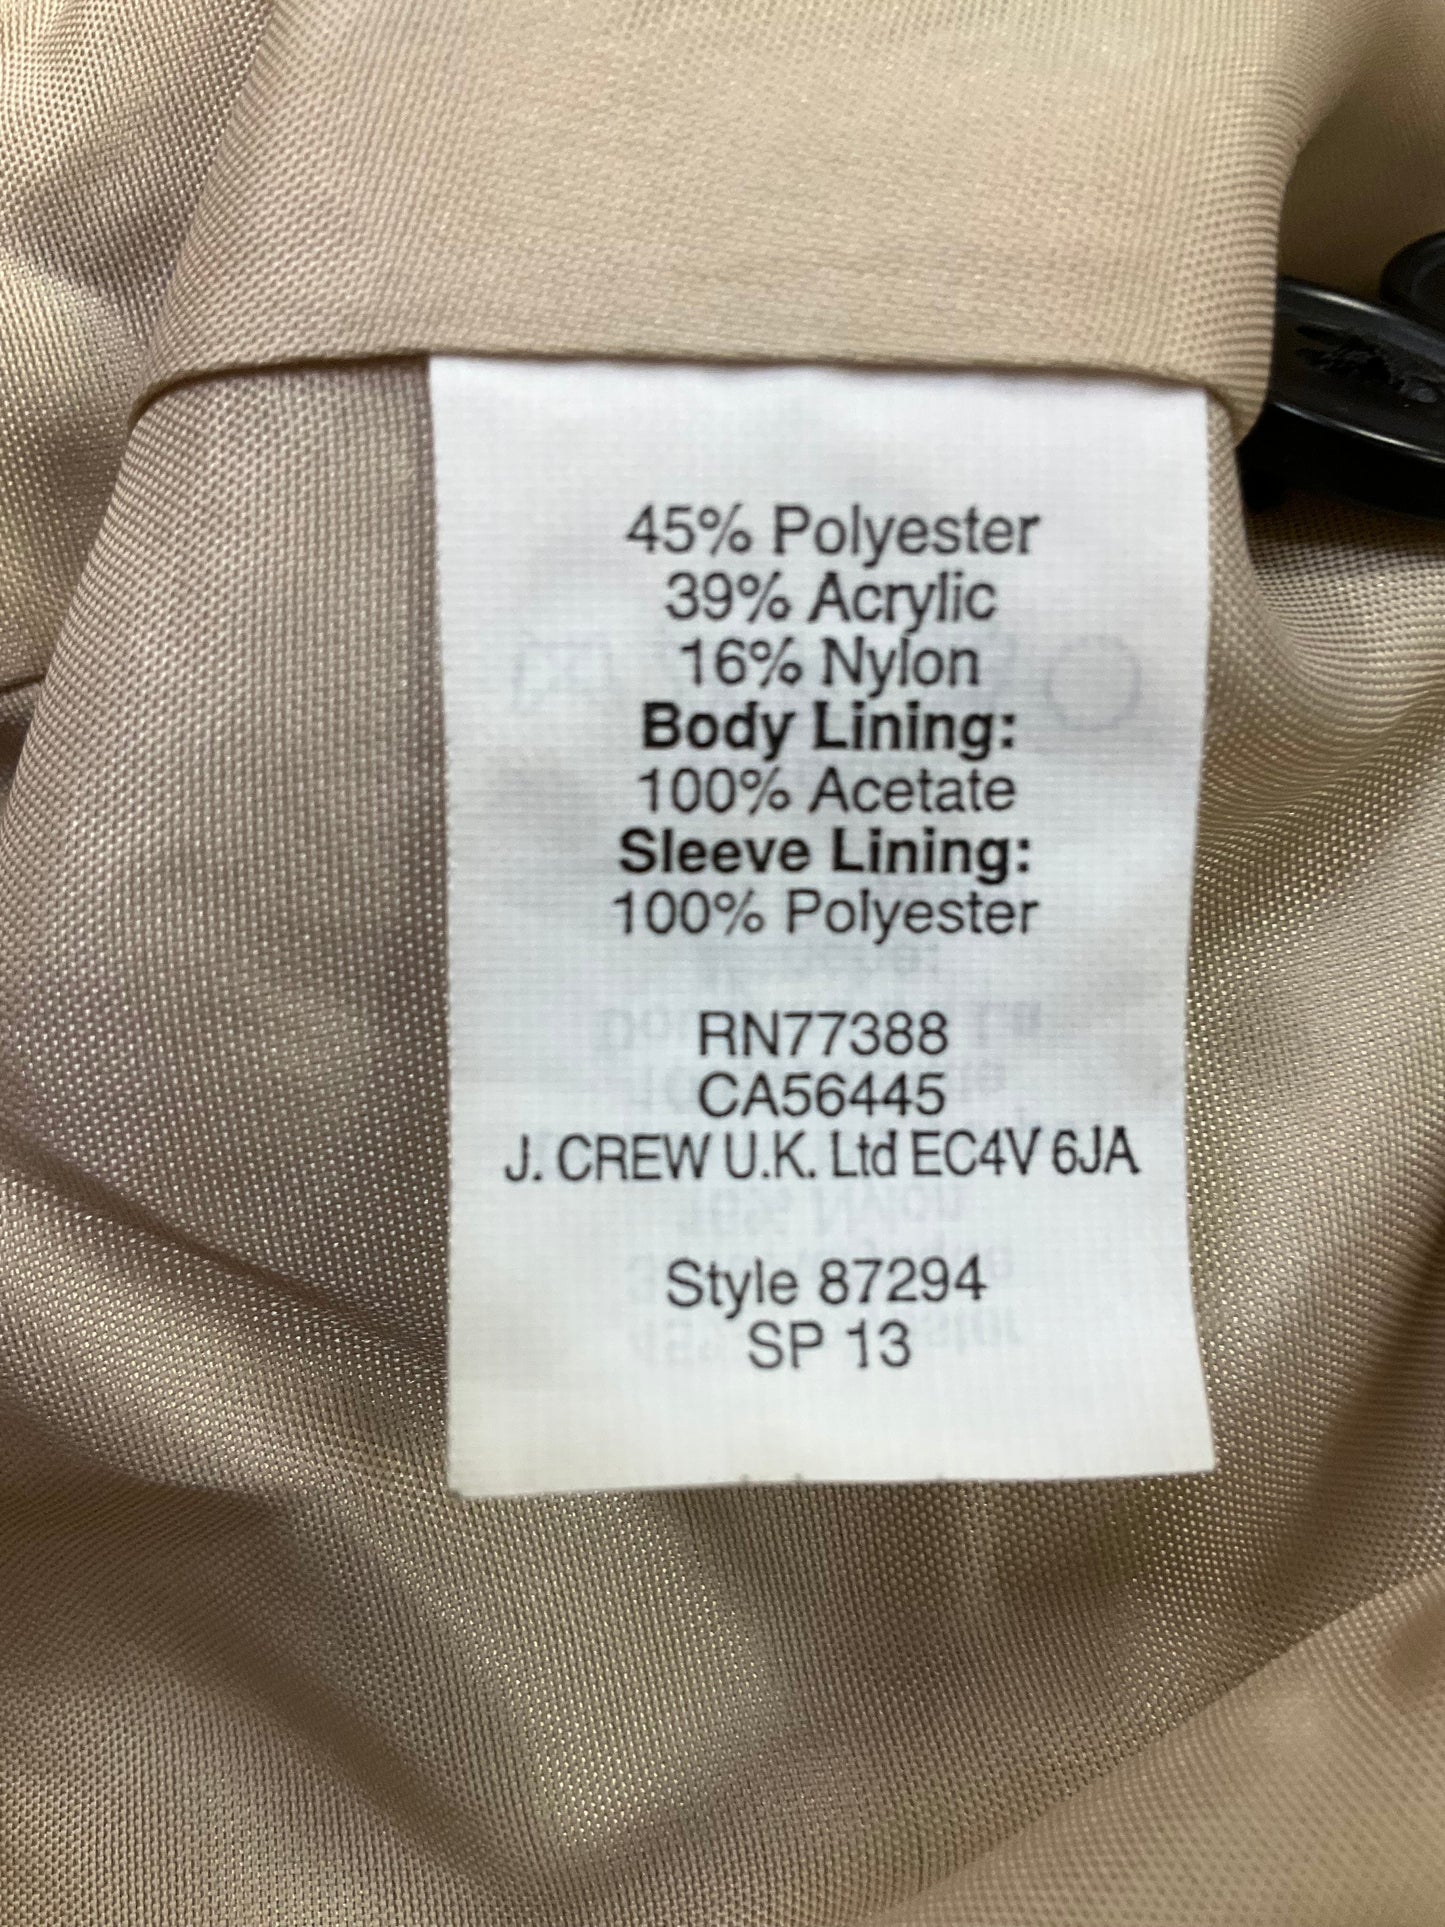 45% Polyester
39% Acrylic
16% Nylon
Body Lining:
100% Acetate
Sleeve Lining:
100% Polyester
RN77388
CA56445
J. CREW U.K. Ltd EC4V 6JA
Style 87294
SP 13